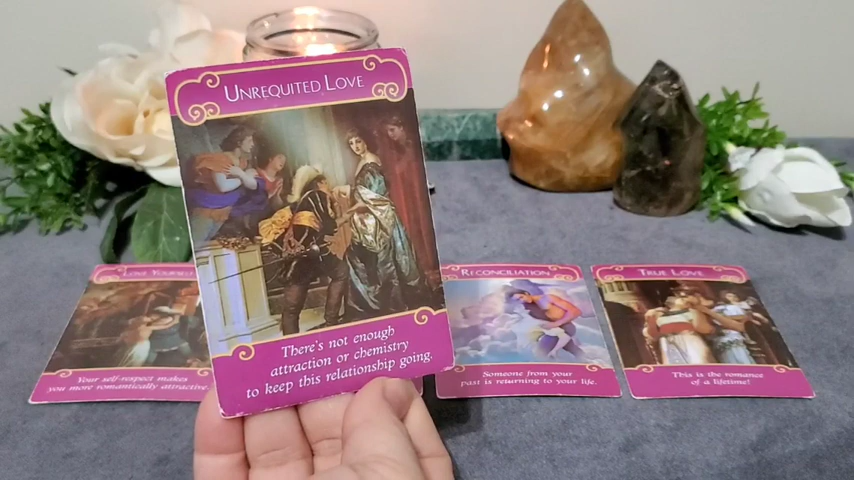 UNREQUITED LOVE
There's not enough
attraction or chemistry
to keep this relationship going.
LOVE YOURSELF
Your self-respect makes
you more romantically attractive.
RECONCILIATION
Someone from your
past is returning to your life.
TRUE LOVE
This is the romance
of a lifetime!